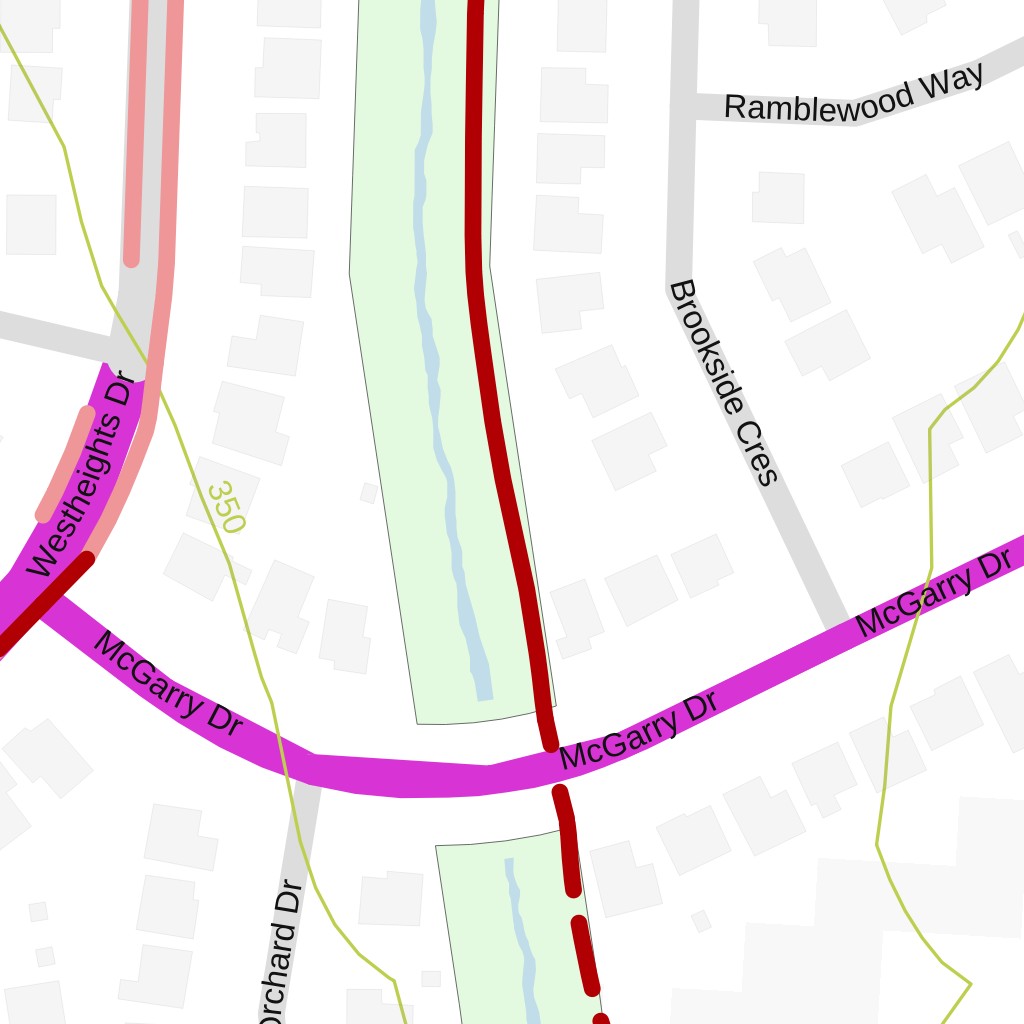 Ramblewood Way
Brookside Cres
Westheights Dr
350
McGarry Dr
McGarry Dr
McGarry Dr
Orchard Dr